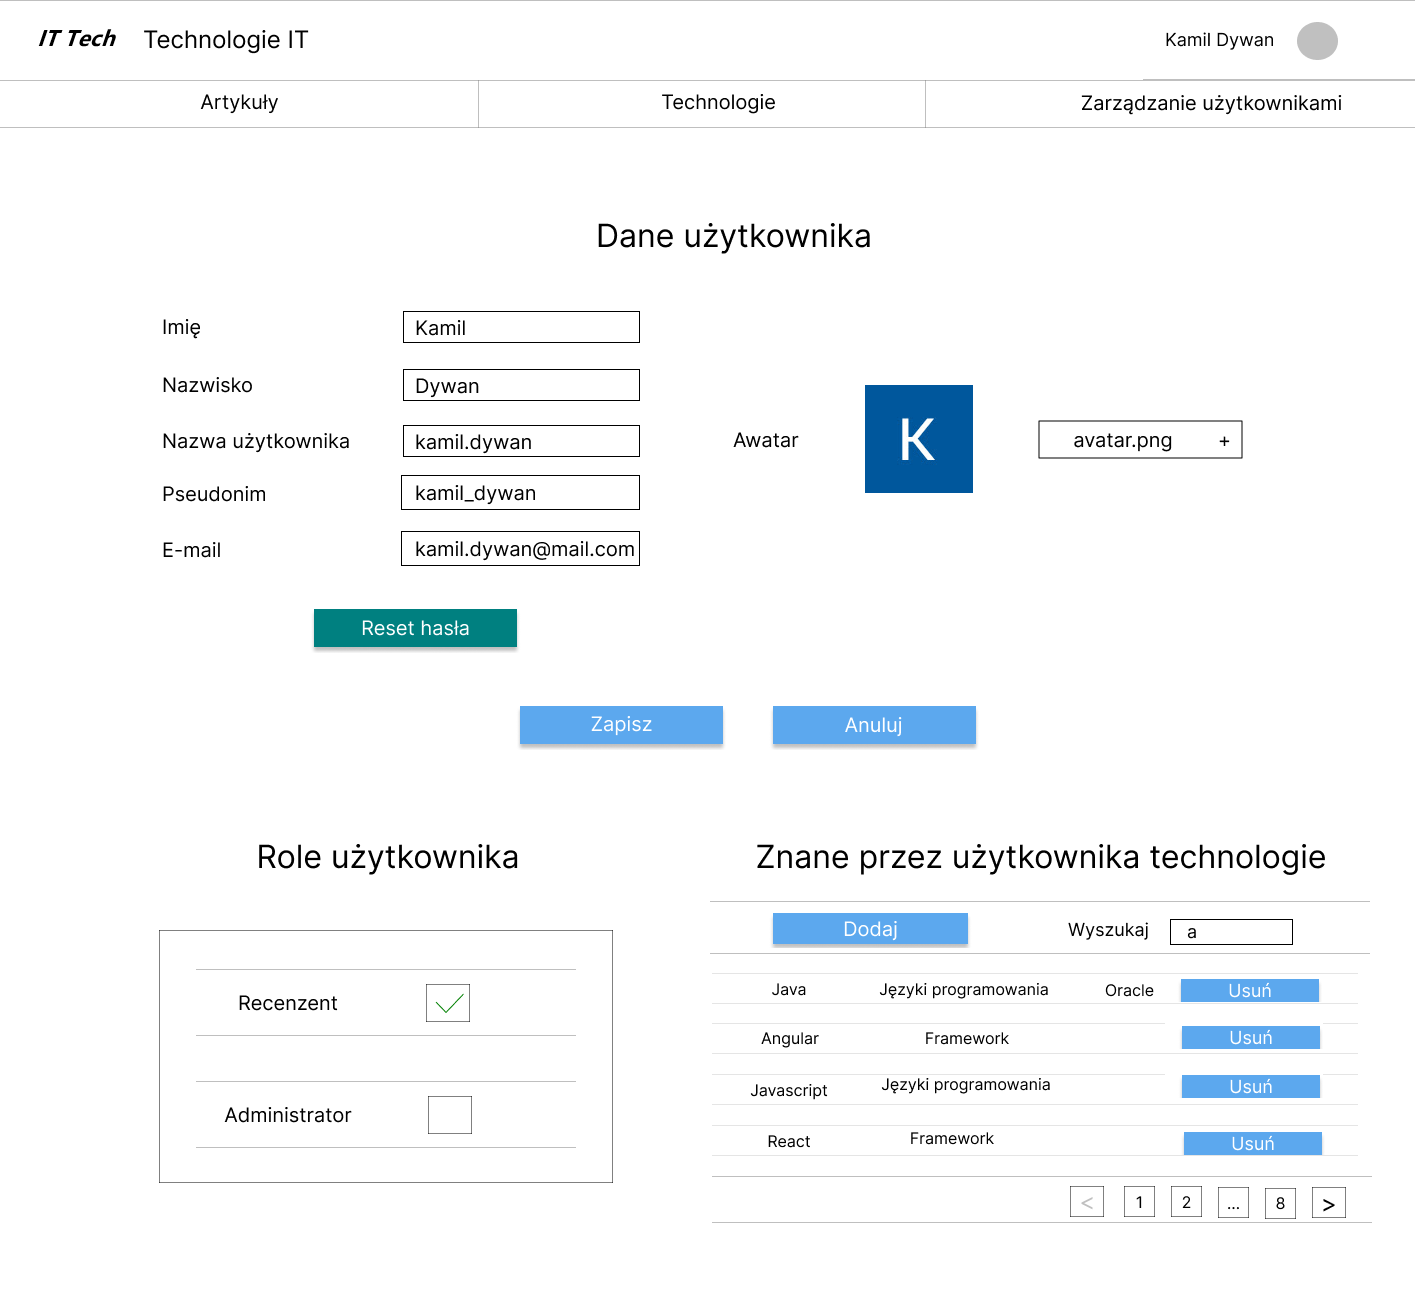 IT Tech Technologie IT Kamil Dywan
Artykuły Technologie Zarządzanie użytkownikami
Dane użytkownika
Imię Kamil
Nazwisko Dywan
Nazwa użytkownika kamil.dywan
Pseudonim kamil_dywan
E-mail kamil.dywan@mail.com
Awatar K avatar.png +
Reset hasła
Zapisz Anuluj
Role użytkownika
Recenzent
Administrator
Znane przez użytkownika technologie
Dodaj Wyszukaj a
Java Języki programowania Oracle Usuń
Angular Framework Usuń
Javascript Języki programowania Usuń
React Framework Usuń
< 1 2 ... 8 >